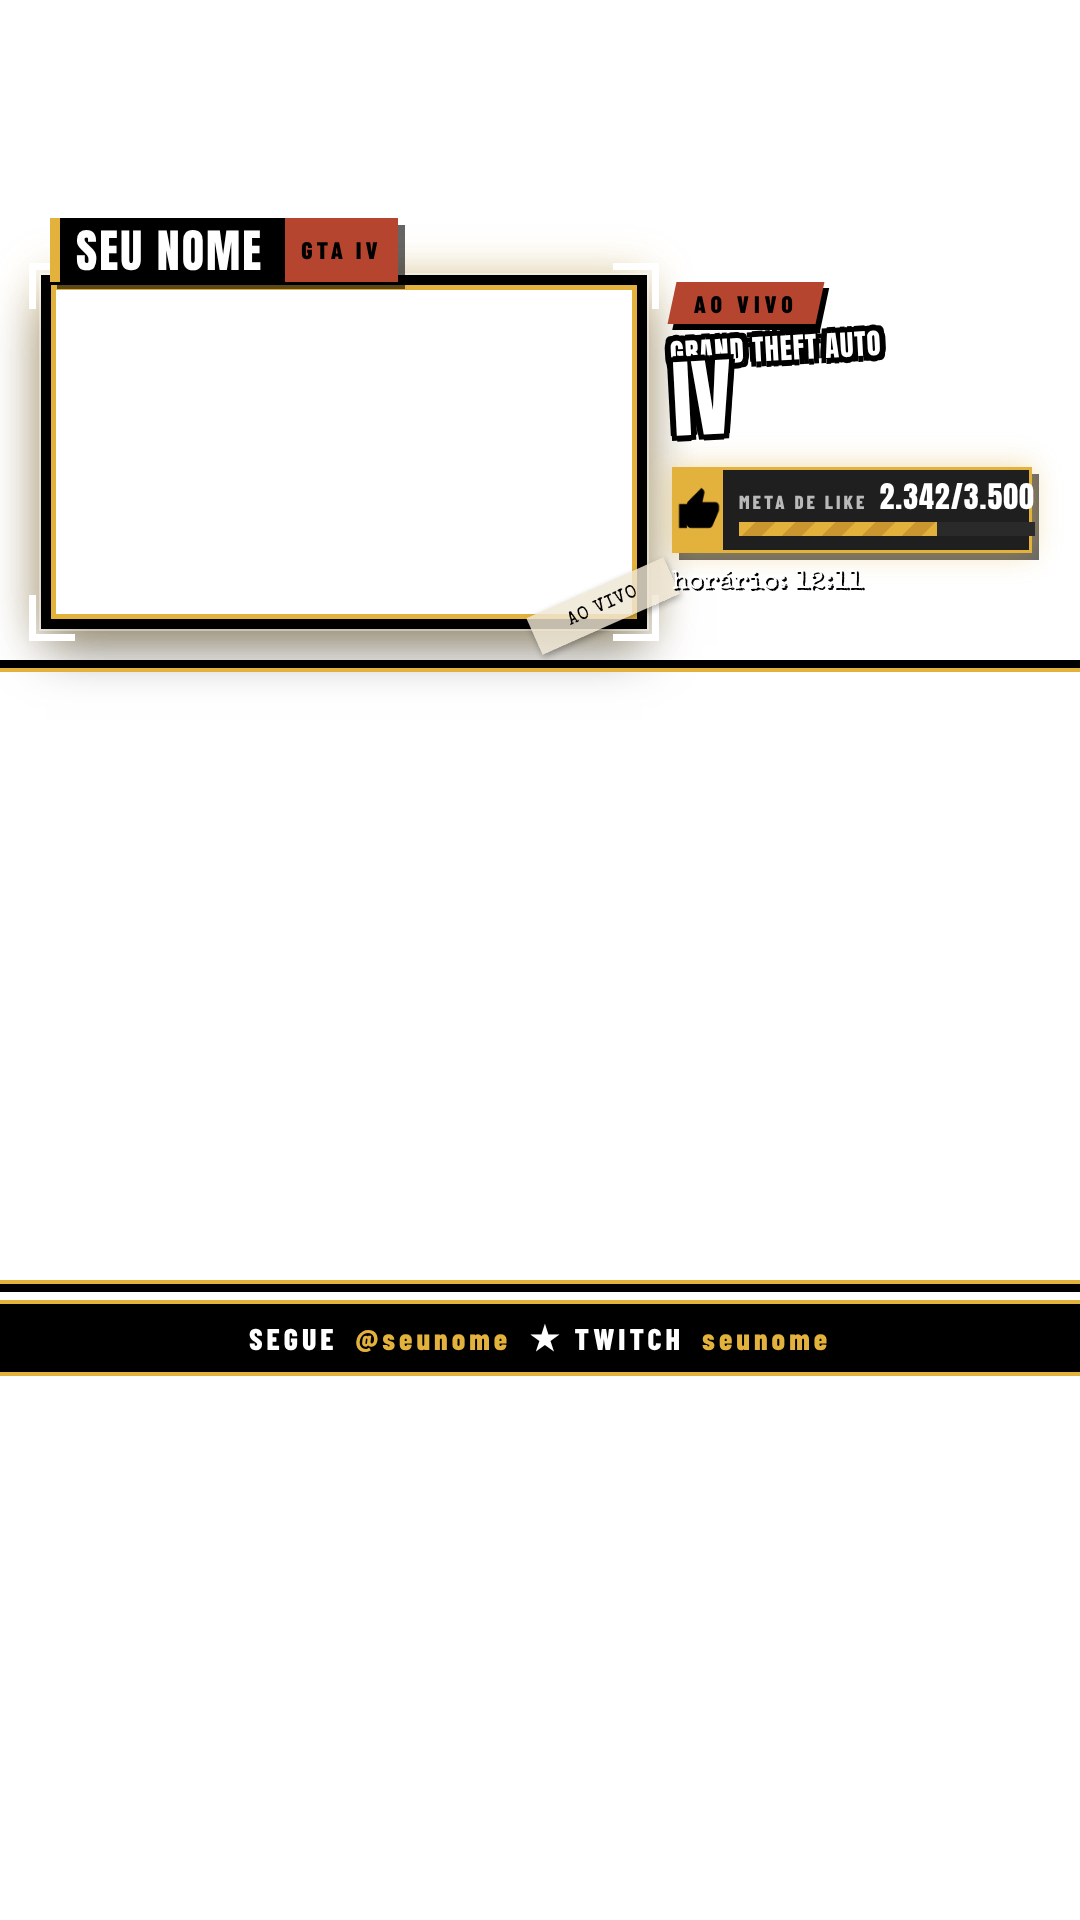 SEU NOME
GTA IV
AO VIVO
GRAND THEFT AUTO
IV
META DE LIKE 2.342/3.500
horário: 12:11
AO VIVO
SEGUE @seunome ★ TWITCH seunome